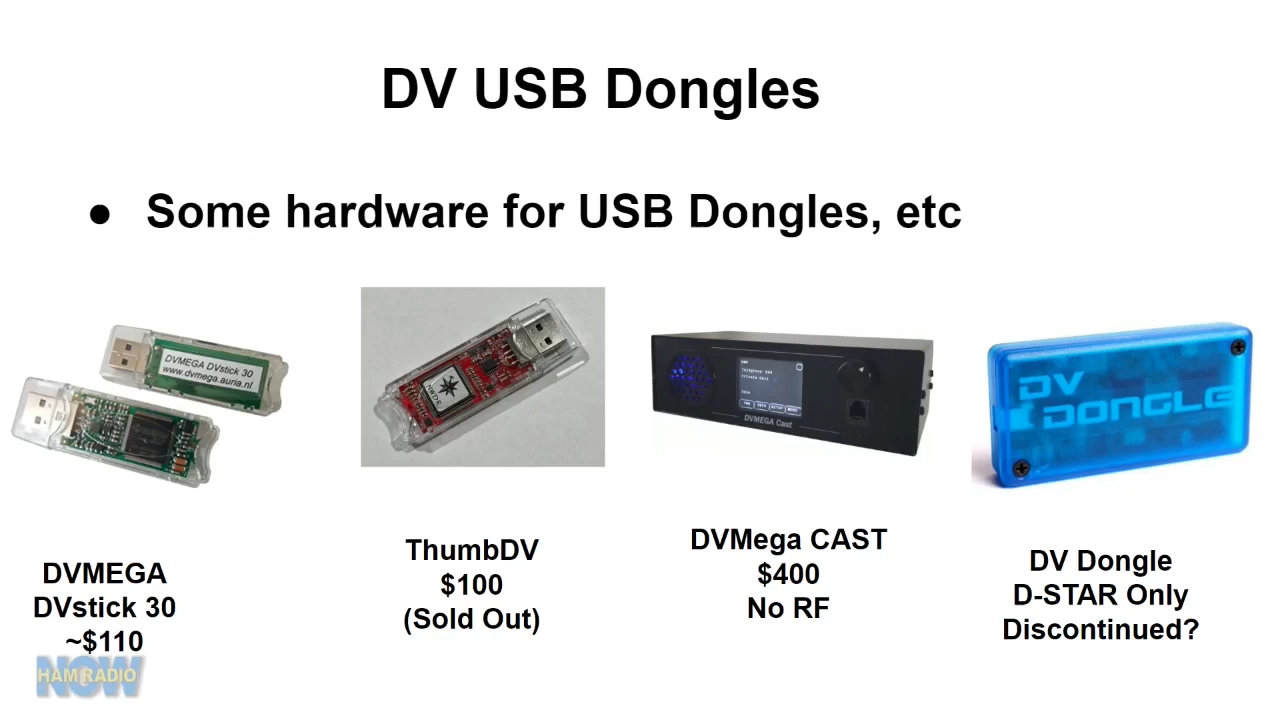 DV USB Dongles
● Some hardware for USB Dongles, etc
DVMEGA DVstick 30
www.dvmega.auria.nl
NWDR
DVMEGA Cast
DV
DONGLE
DVMEGA
DVstick 30
~$110
ThumbDV
$100
(Sold Out)
DVMega CAST
$400
No RF
DV Dongle
D-STAR Only
Discontinued?
NOW
HAM RADIO